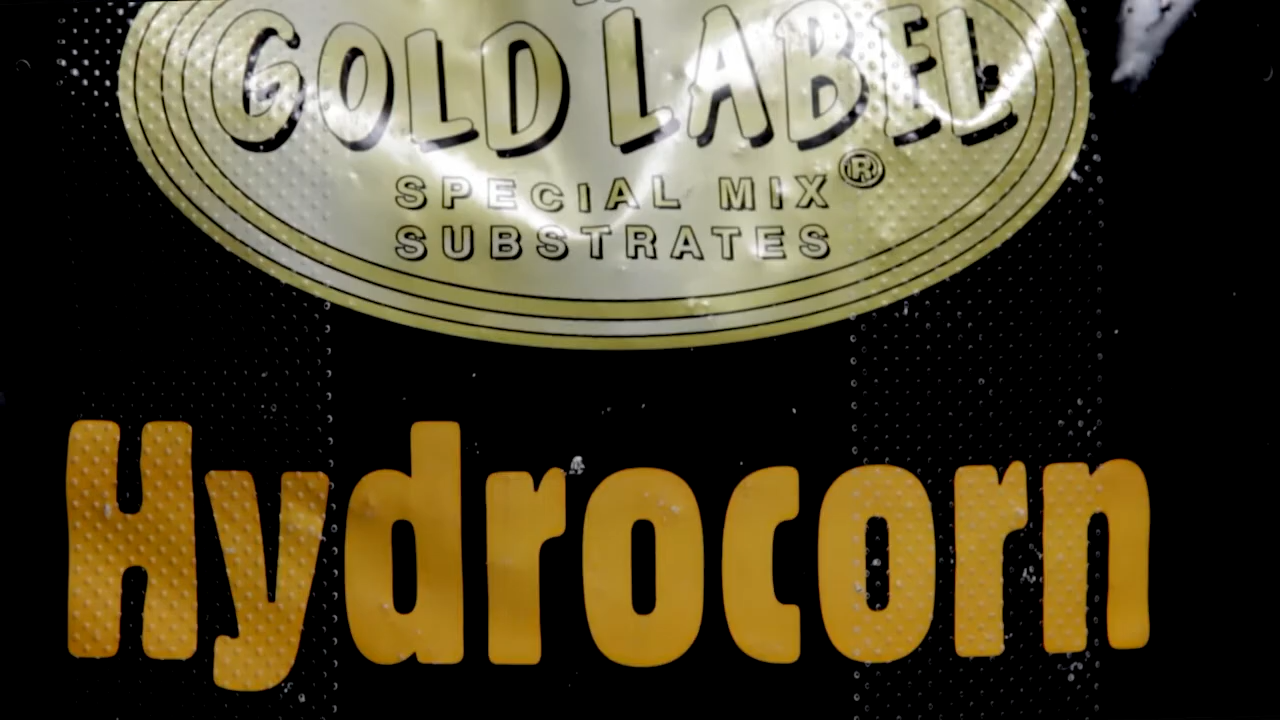 GOLD LABEL
SPECIAL MIX ®
SUBSTRATES
Hydrocorn